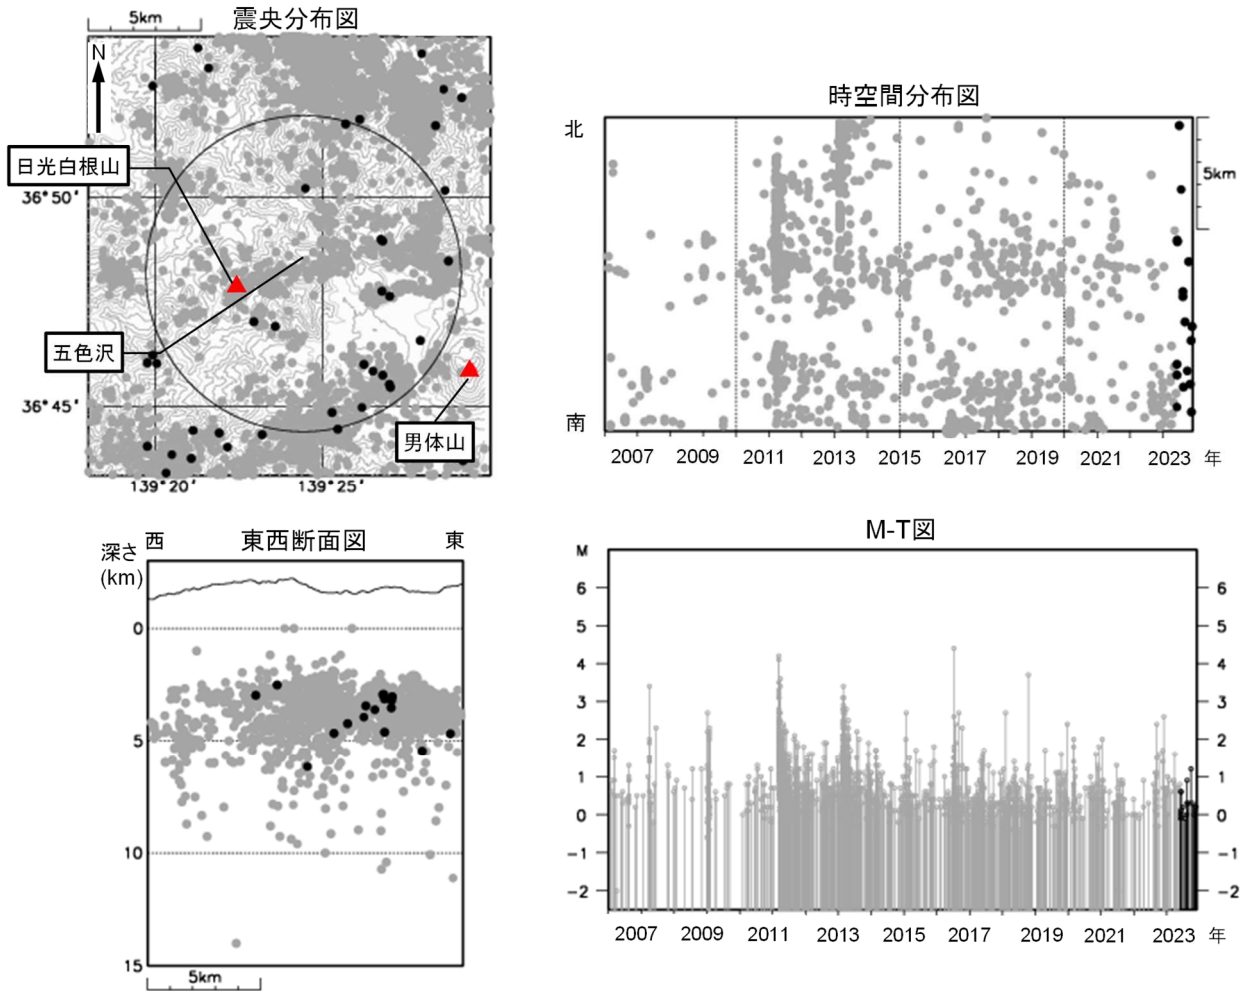 震央分布図
5km
N
日光白根山
36°50′
五色沢
36°45′
男体山
139°20′
139°25′
時空間分布図
北
5km
南
2007
2009
2011
2013
2015
2017
2019
2021
2023
年
東西断面図
深さ
(km)
西
東
0
5
10
15
5km
M-T図
M
6
5
4
3
2
1
0
-1
-2
6
5
4
3
2
1
0
-1
-2
2007
2009
2011
2013
2015
2017
2019
2021
2023
年